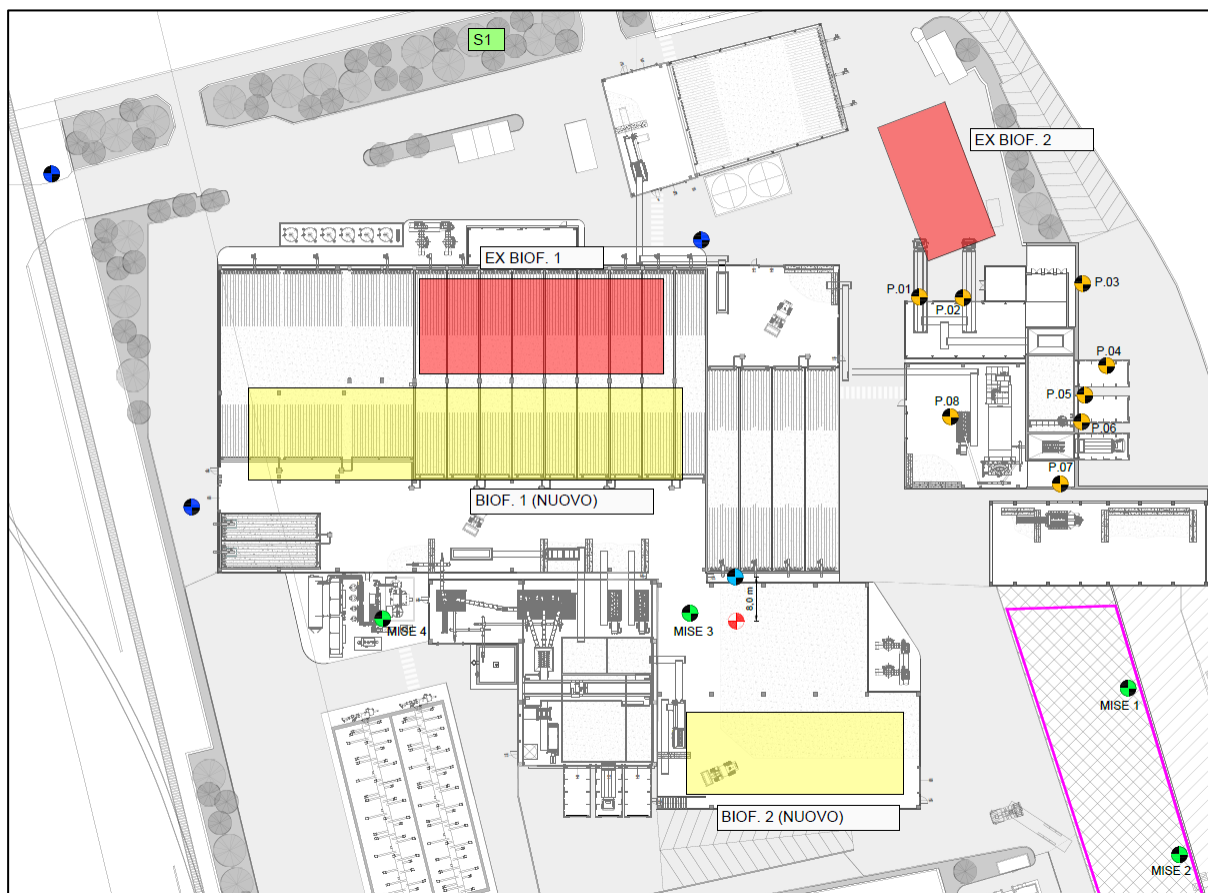 S1
EX BIOF. 2
EX BIOF. 1
P.01
P.02
P.03
P.04
P.05
P.08
P.06
P.07
BIOF. 1 (NUOVO)
8,0 m
MISE 4
MISE 3
MISE 1
BIOF. 2 (NUOVO)
MISE 2